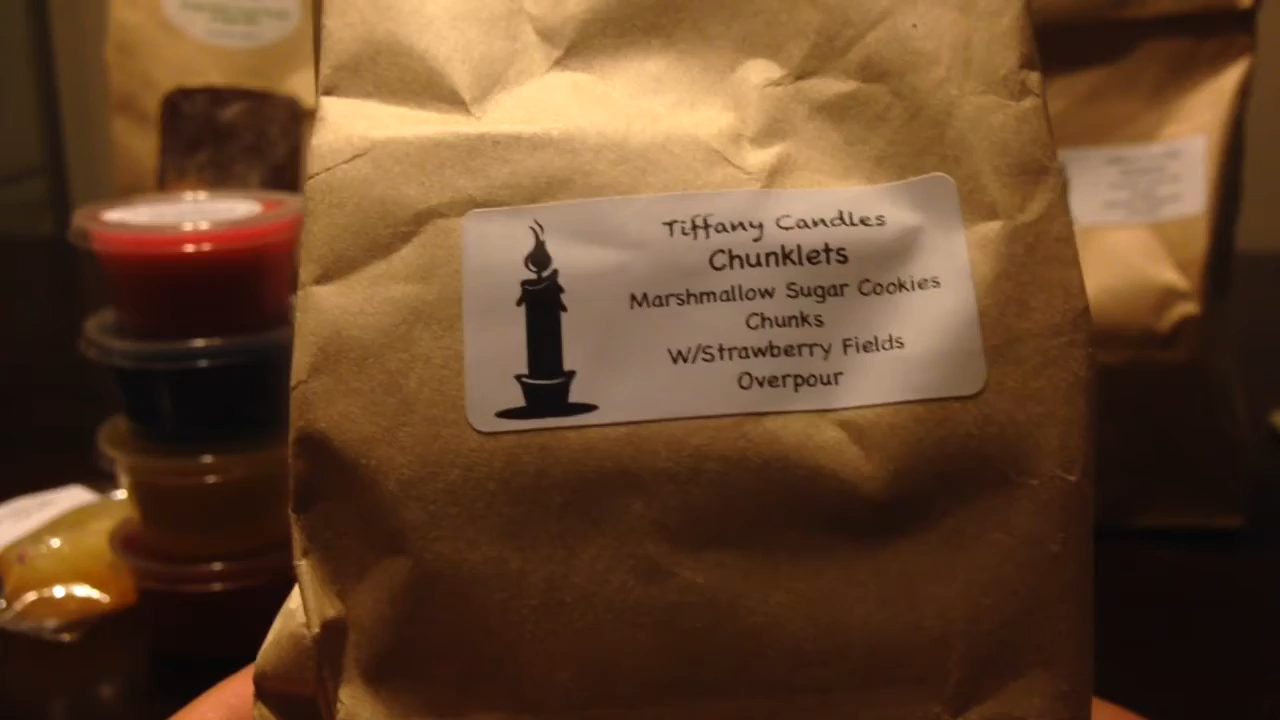 Tiffany Candles
Chunklets
Marshmallow Sugar Cookies
Chunks
W/Strawberry Fields
Overpour